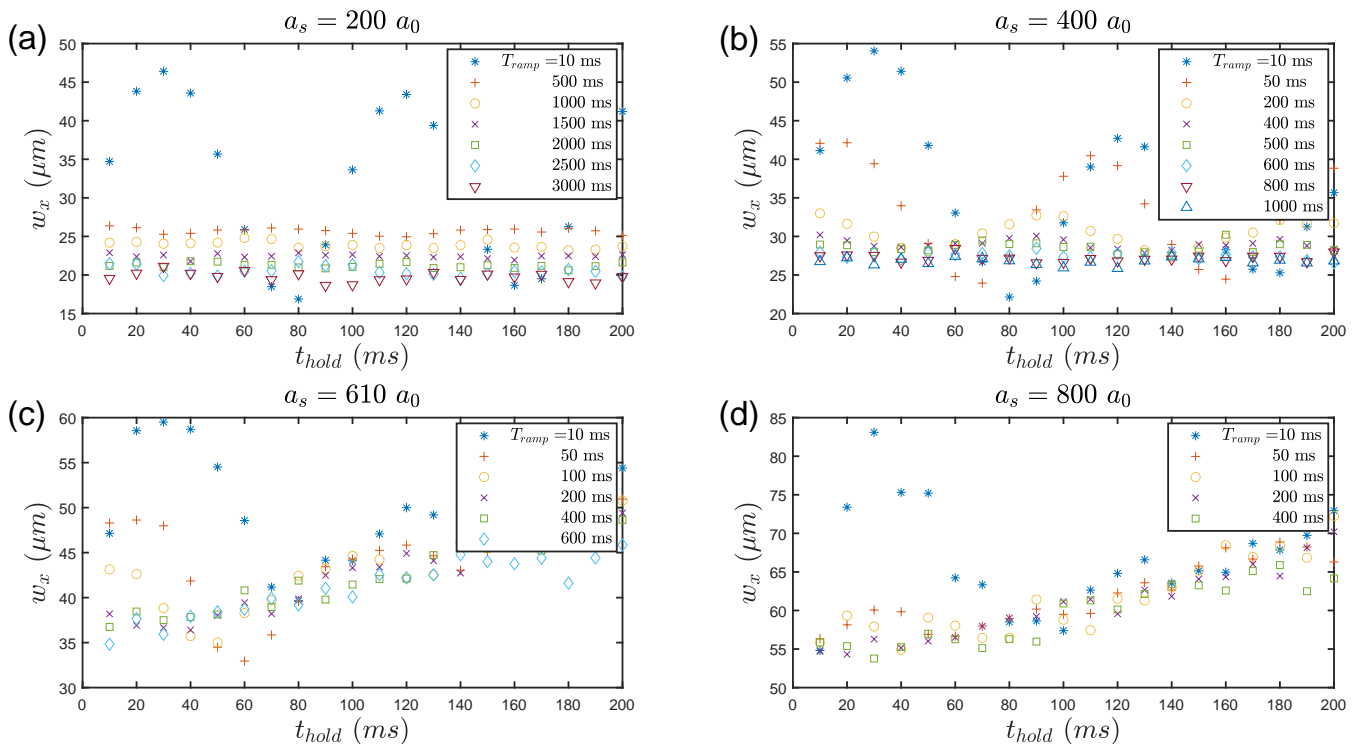 (a)
a_s = 200 a_0
w_x (μm)
50
45
40
35
30
25
20
15
0 20 40 60 80 100 120 140 160 180 200
t_hold (ms)
T_ramp =10 ms
500 ms
1000 ms
1500 ms
2000 ms
2500 ms
3000 ms
(b)
a_s = 400 a_0
w_x (μm)
55
50
45
40
35
30
25
20
0 20 40 60 80 100 120 140 160 180 200
t_hold (ms)
T_ramp =10 ms
50 ms
200 ms
400 ms
500 ms
600 ms
800 ms
1000 ms
(c)
a_s = 610 a_0
w_x (μm)
60
55
50
45
40
35
30
0 20 40 60 80 100 120 140 160 180 200
t_hold (ms)
T_ramp =10 ms
50 ms
100 ms
200 ms
400 ms
600 ms
(d)
a_s = 800 a_0
w_x (μm)
85
80
75
70
65
60
55
50
0 20 40 60 80 100 120 140 160 180 200
t_hold (ms)
T_ramp =10 ms
50 ms
100 ms
200 ms
400 ms